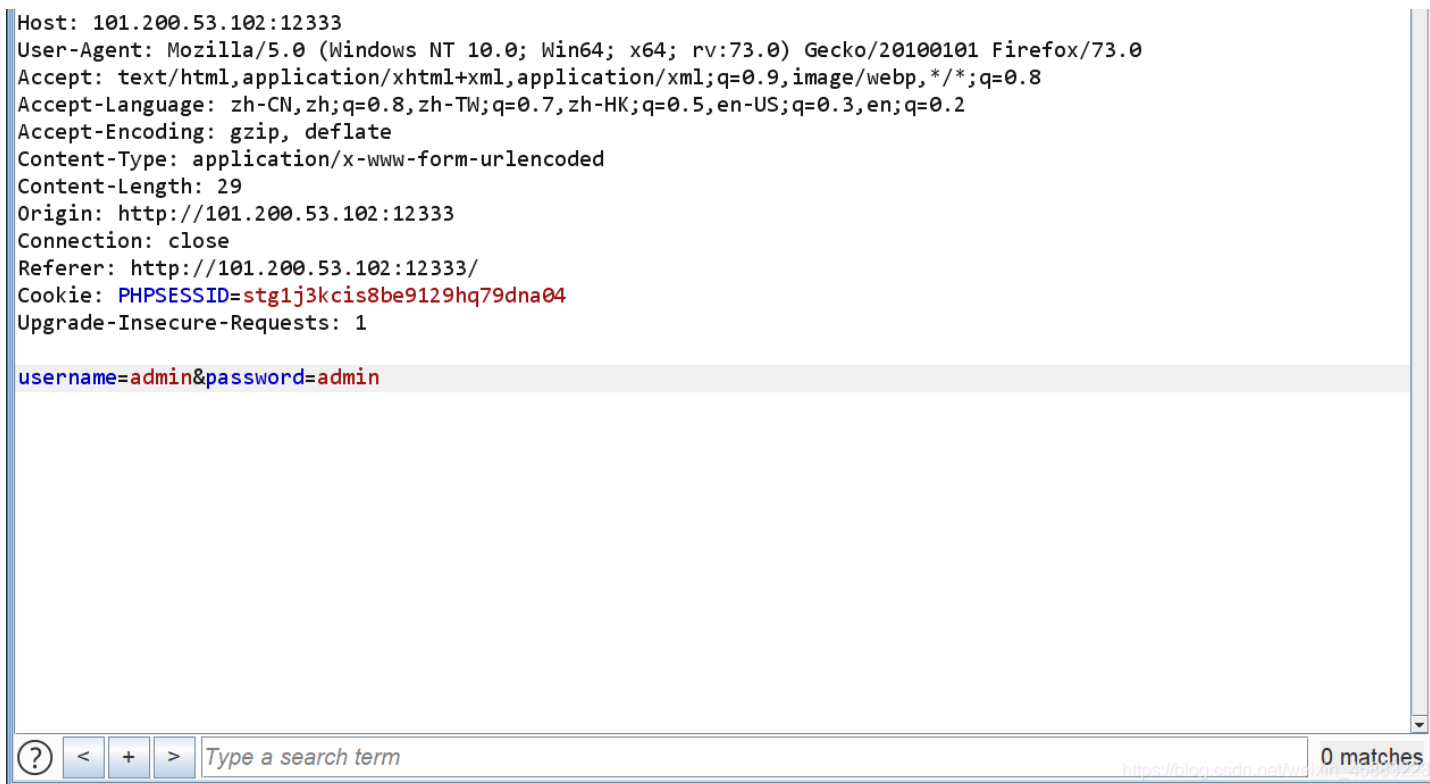 Host: 101.200.53.102:12333
User-Agent: Mozilla/5.0 (Windows NT 10.0; Win64; x64; rv:73.0) Gecko/20100101 Firefox/73.0
Accept: text/html,application/xhtml+xml,application/xml;q=0.9,image/webp,*/*;q=0.8
Accept-Language: zh-CN,zh;q=0.8,zh-TW;q=0.7,zh-HK;q=0.5,en-US;q=0.3,en;q=0.2
Accept-Encoding: gzip, deflate
Content-Type: application/x-www-form-urlencoded
Content-Length: 29
Origin: http://101.200.53.102:12333
Connection: close
Referer: http://101.200.53.102:12333/
Cookie: PHPSESSID=stg1j3kcis8be9129hq79dna04
Upgrade-Insecure-Requests: 1
username=admin&password=admin
? < + > Type a search term 0 matches